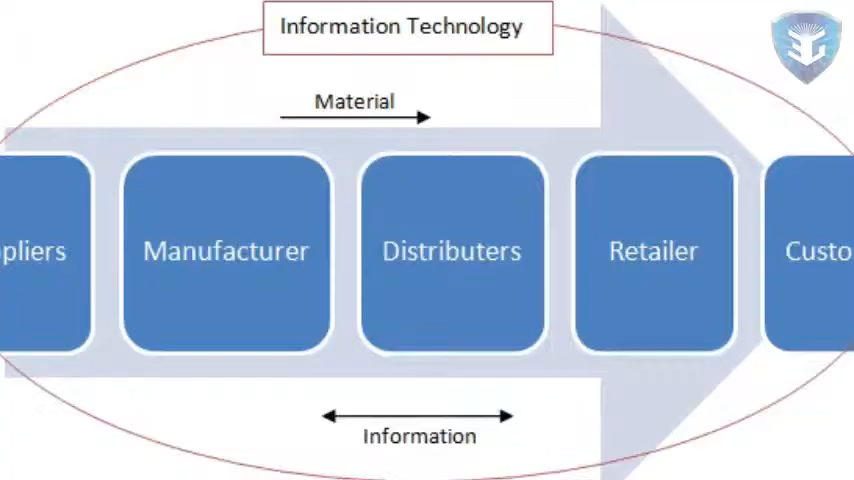 Information Technology
Material
pliers
Manufacturer
Distributers
Retailer
Custo
Information